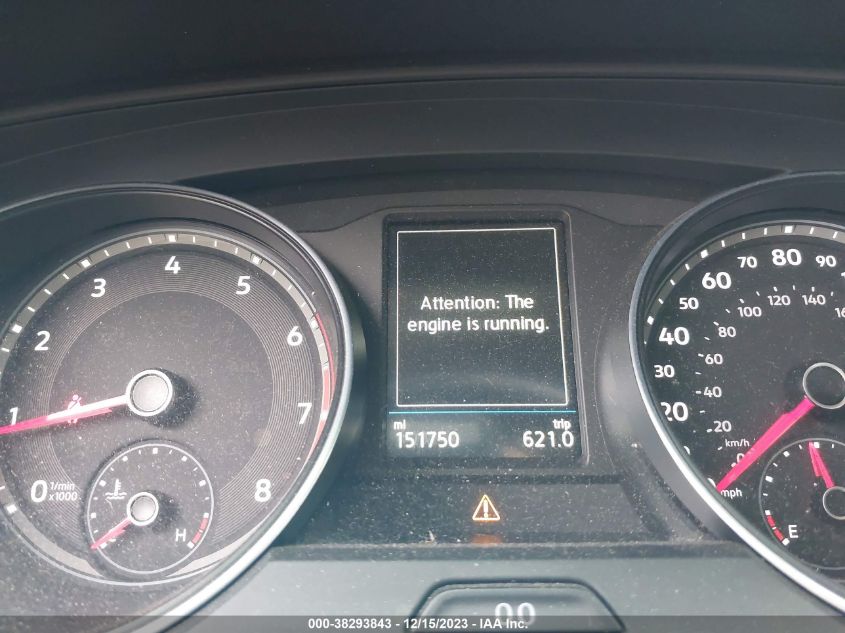 Attention: The
engine is running.
mi trip
151750 621.0
0 1 2 3 4 5 6 7 8
1/min
x1000
H
20 30 40 50 60 70 80 90
20 40 60 80 100 120 140
km/h
mph
E
000-38293843 - 12/15/2023 - IAA Inc.